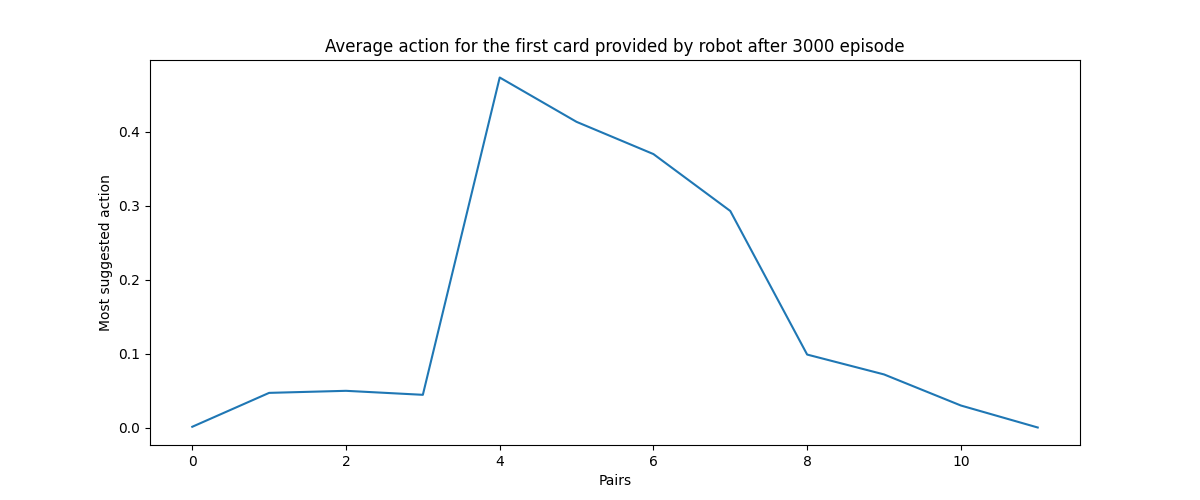 Average action for the first card provided by robot after 3000 episode
Most suggested action
0.4
0.3
0.2
0.1
0.0
0 2 4 6 8 10
Pairs